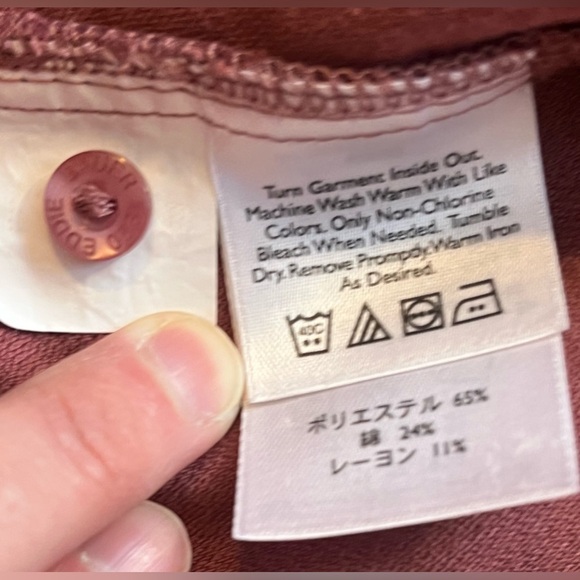 EDDIE BAUER
Turn Garment Inside Out.
Machine Wash Warm With Like
Colors. Only Non-Chlorine
Bleach When Needed. Tumble
Dry. Remove Promptly. Warm Iron
As Desired.
40C
ポリエステル 65%
綿 24%
レーヨン 11%